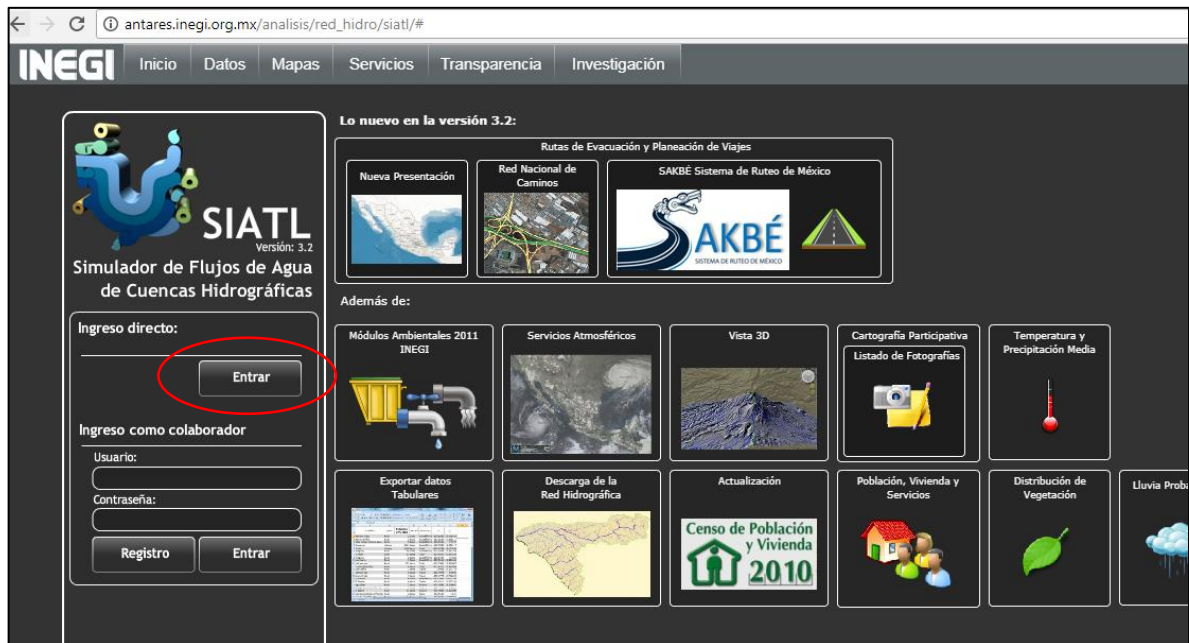 antares.inegi.org.mx/analisis/red_hidro/siatl/#
INEGI Inicio Datos Mapas Servicios Transparencia Investigación
SIATL
Versión: 3.2
Simulador de Flujos de Agua
de Cuencas Hidrográficas
Ingreso directo:
Entrar
Ingreso como colaborador
Usuario:
Contraseña:
Registro Entrar
Lo nuevo en la versión 3.2:
Rutas de Evacuación y Planeación de Viajes
Nueva Presentación
Red Nacional de
Caminos
SAKBÉ Sistema de Ruteo de México
SAKBÉ
SISTEMA DE RUTEO DE MÉXICO
Además de:
Módulos Ambientales 2011
INEGI
Servicios Atmosféricos
Vista 3D
Cartografía Participativa
Listado de Fotografías
Temperatura y
Precipitación Media
Exportar datos
Tabulares
Descarga de la
Red Hidrográfica
Actualización
Censo de Población
y Vivienda
2010
Población, Vivienda y
Servicios
Distribución de
Vegetación
Lluvia Proba